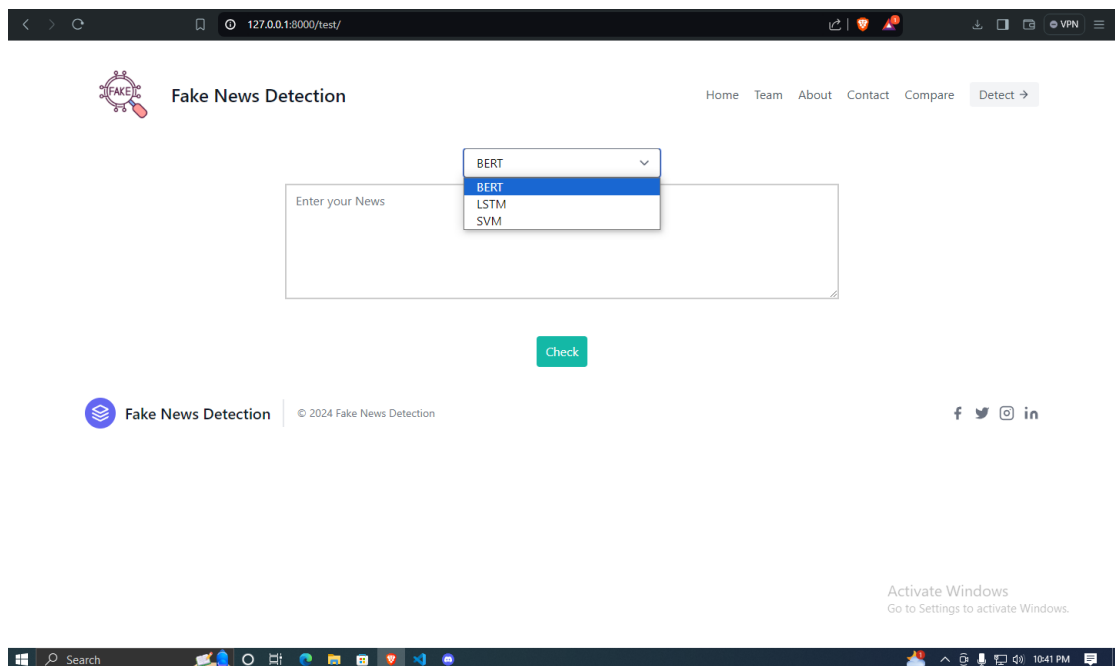 127.0.0.1:8000/test/
VPN
FAKE
Fake News Detection
Home Team About Contact Compare Detect →
BERT
BERT
LSTM
SVM
Enter your News
Check
Fake News Detection
© 2024 Fake News Detection
Activate Windows
Go to Settings to activate Windows.
Search
10:41 PM